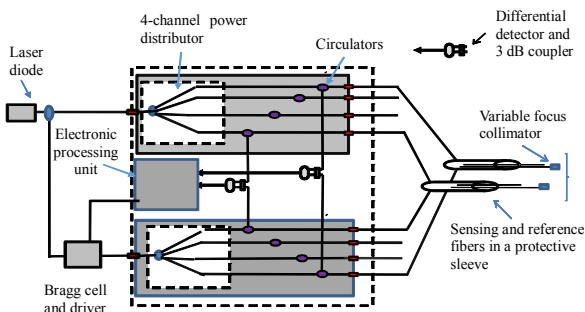 4-channel power
distributor
Circulators
Differential
detector and
3 dB coupler
Laser
diode
Variable focus
collimator
Electronic
processing
unit
Sensing and reference
fibers in a protective
sleeve
Bragg cell
and driver